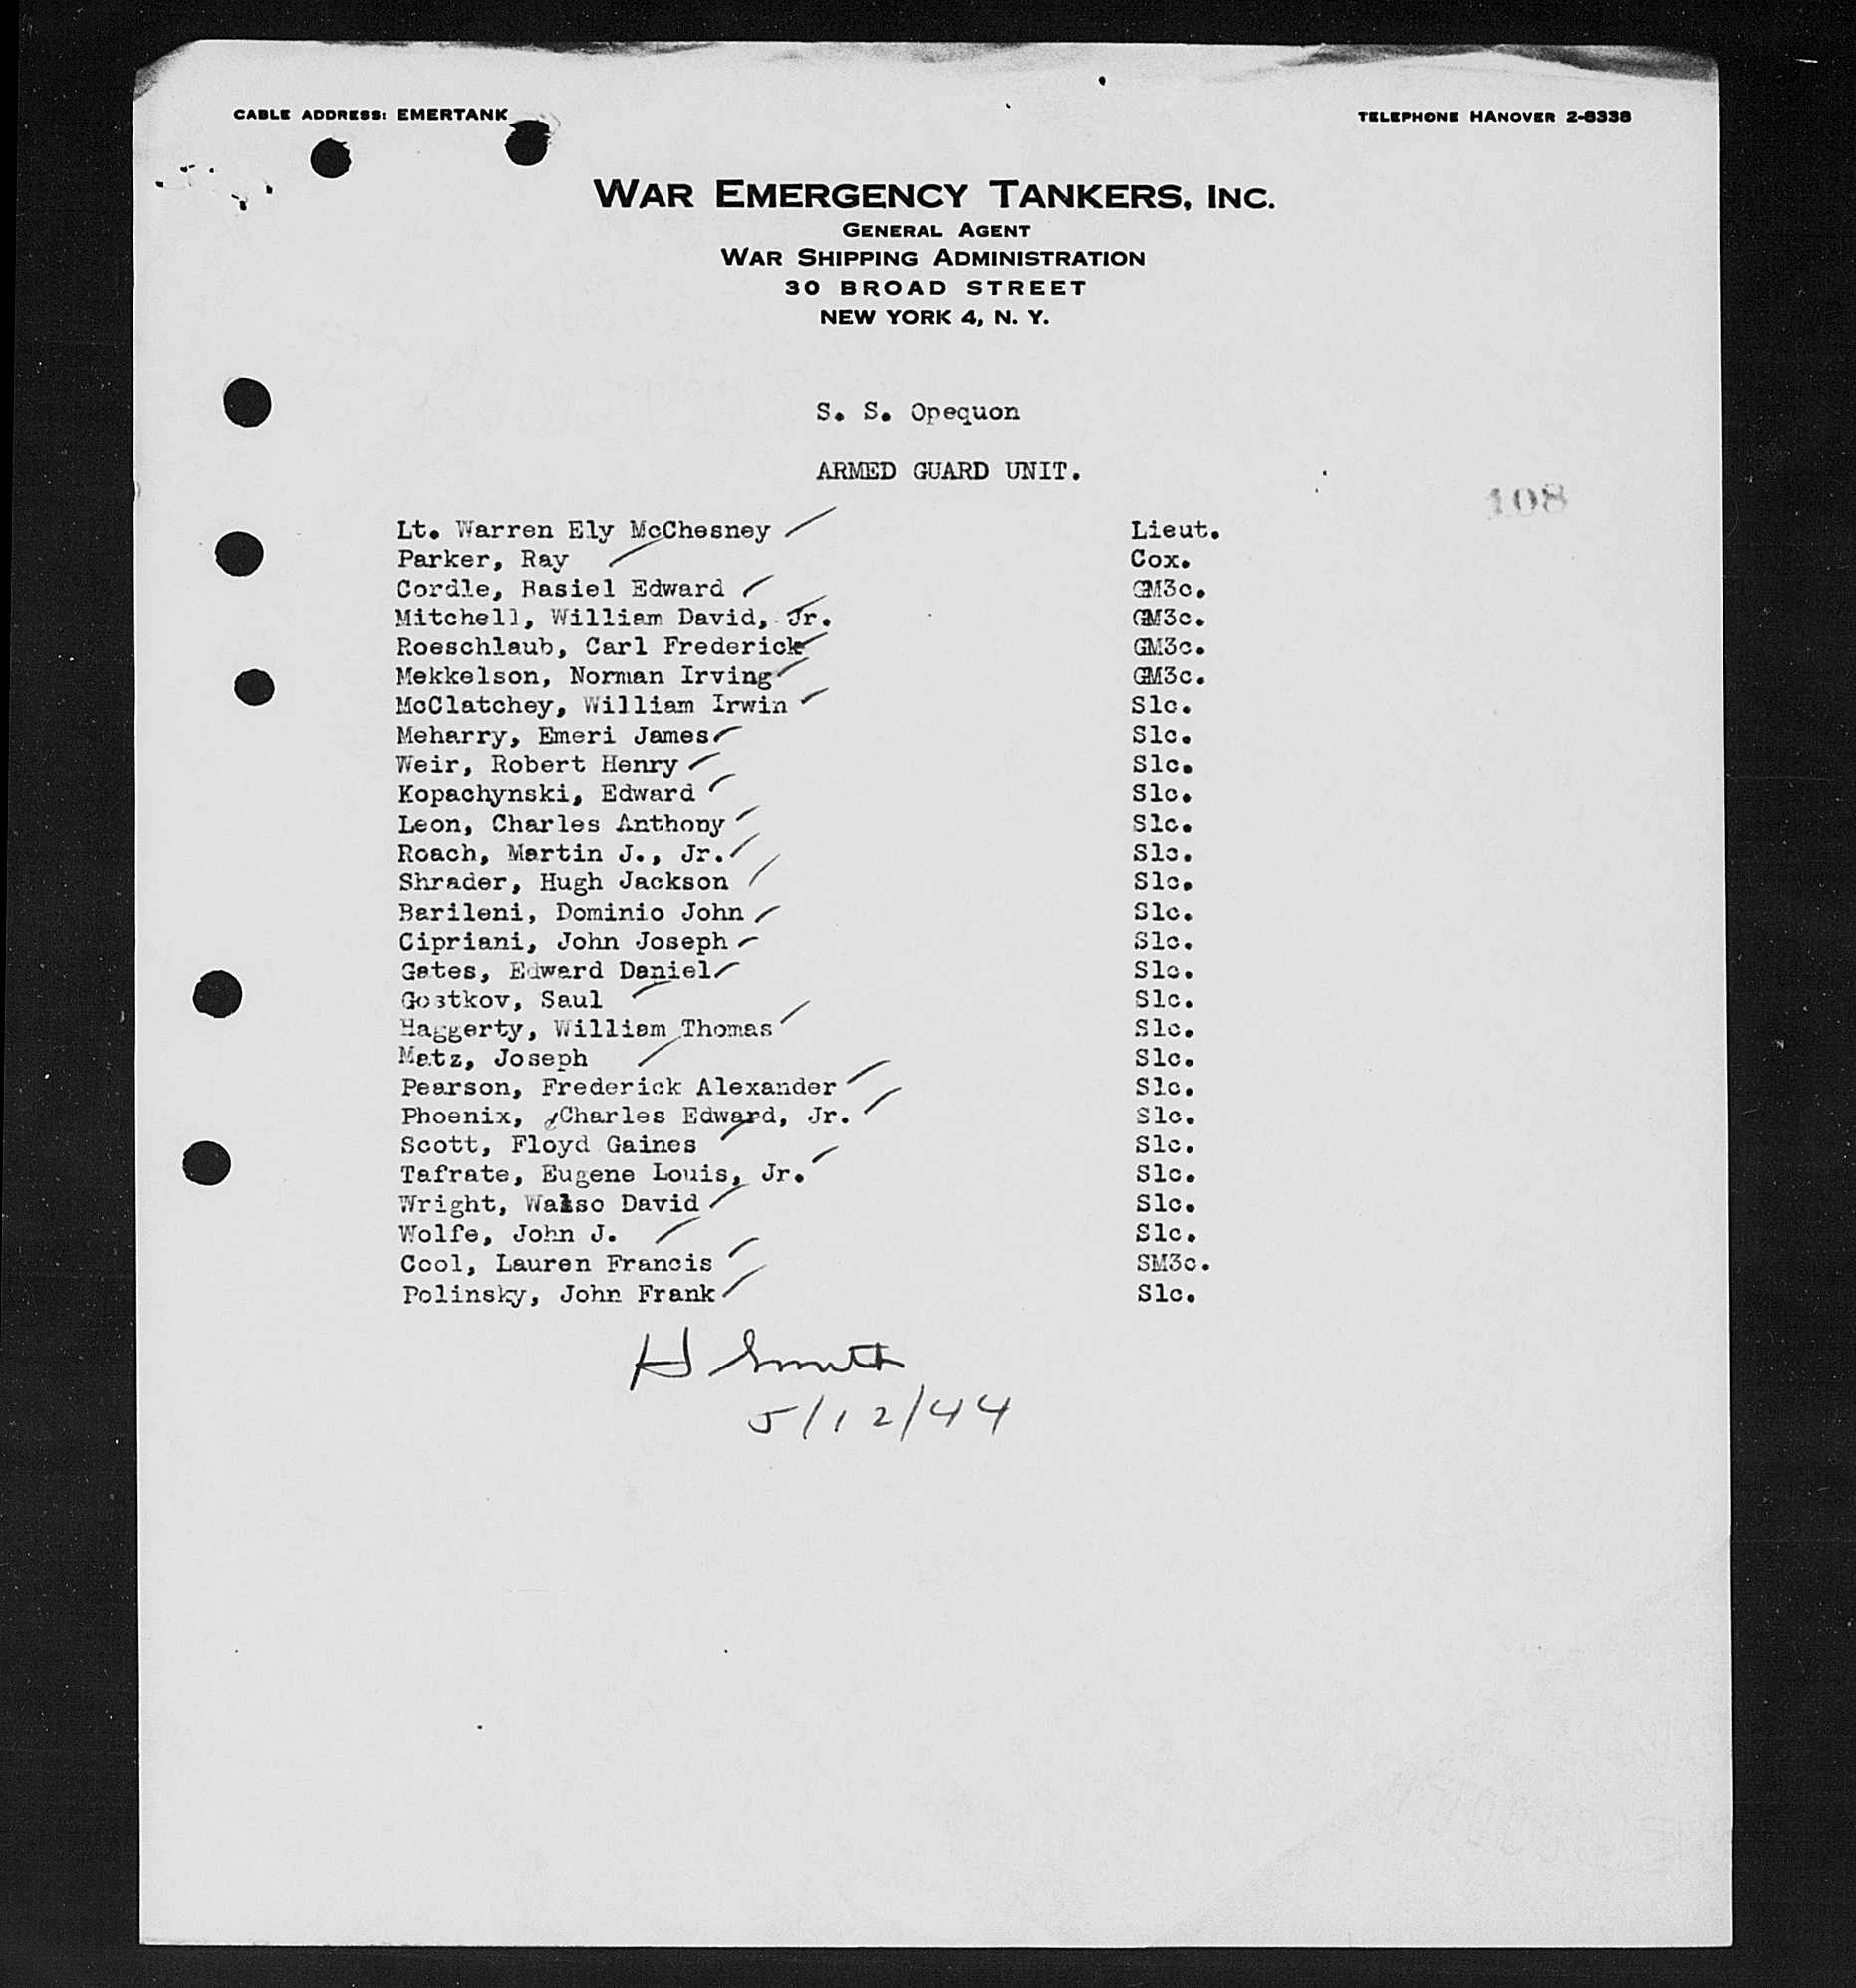 CABLE ADDRESS: EMERTANK
TELEPHONE HANOVER 2-8338
WAR EMERGENCY TANKERS, INC.
GENERAL AGENT
WAR SHIPPING ADMINISTRATION
30 BROAD STREET
NEW YORK 4, N. Y.
S. S. Opequon
ARMED GUARD UNIT.
108
Lt. Warren Ely McChesney Lieut.
Parker, Ray Cox.
Cordle, Basiel Edward GM3c.
Mitchell, William David, Jr. GM3c.
Roeschlaub, Carl Frederick GM3c.
Mekkelson, Norman Irving GM3c.
McClatchey, William Irwin S1c.
Meharry, Emeri James S1c.
Weir, Robert Henry S1c.
Kopachynski, Edward S1c.
Leon, Charles Anthony S1c.
Roach, Martin J., Jr. S1c.
Shrader, Hugh Jackson S1c.
Barileni, Dominio John S1c.
Cipriani, John Joseph S1c.
Gates, Edward Daniel S1c.
Gostkov, Saul S1c.
Haggerty, William Thomas S1c.
Matz, Joseph S1c.
Pearson, Frederick Alexander S1c.
Phoenix, Charles Edward, Jr. S1c.
Scott, Floyd Gaines S1c.
Tafrate, Eugene Louis, Jr. S1c.
Wright, David S1c.
Wolfe, John J. S1c.
Cool, Lauren Francis SM3c.
Polinsky, John Frank S1c.
H Smith
5/12/44